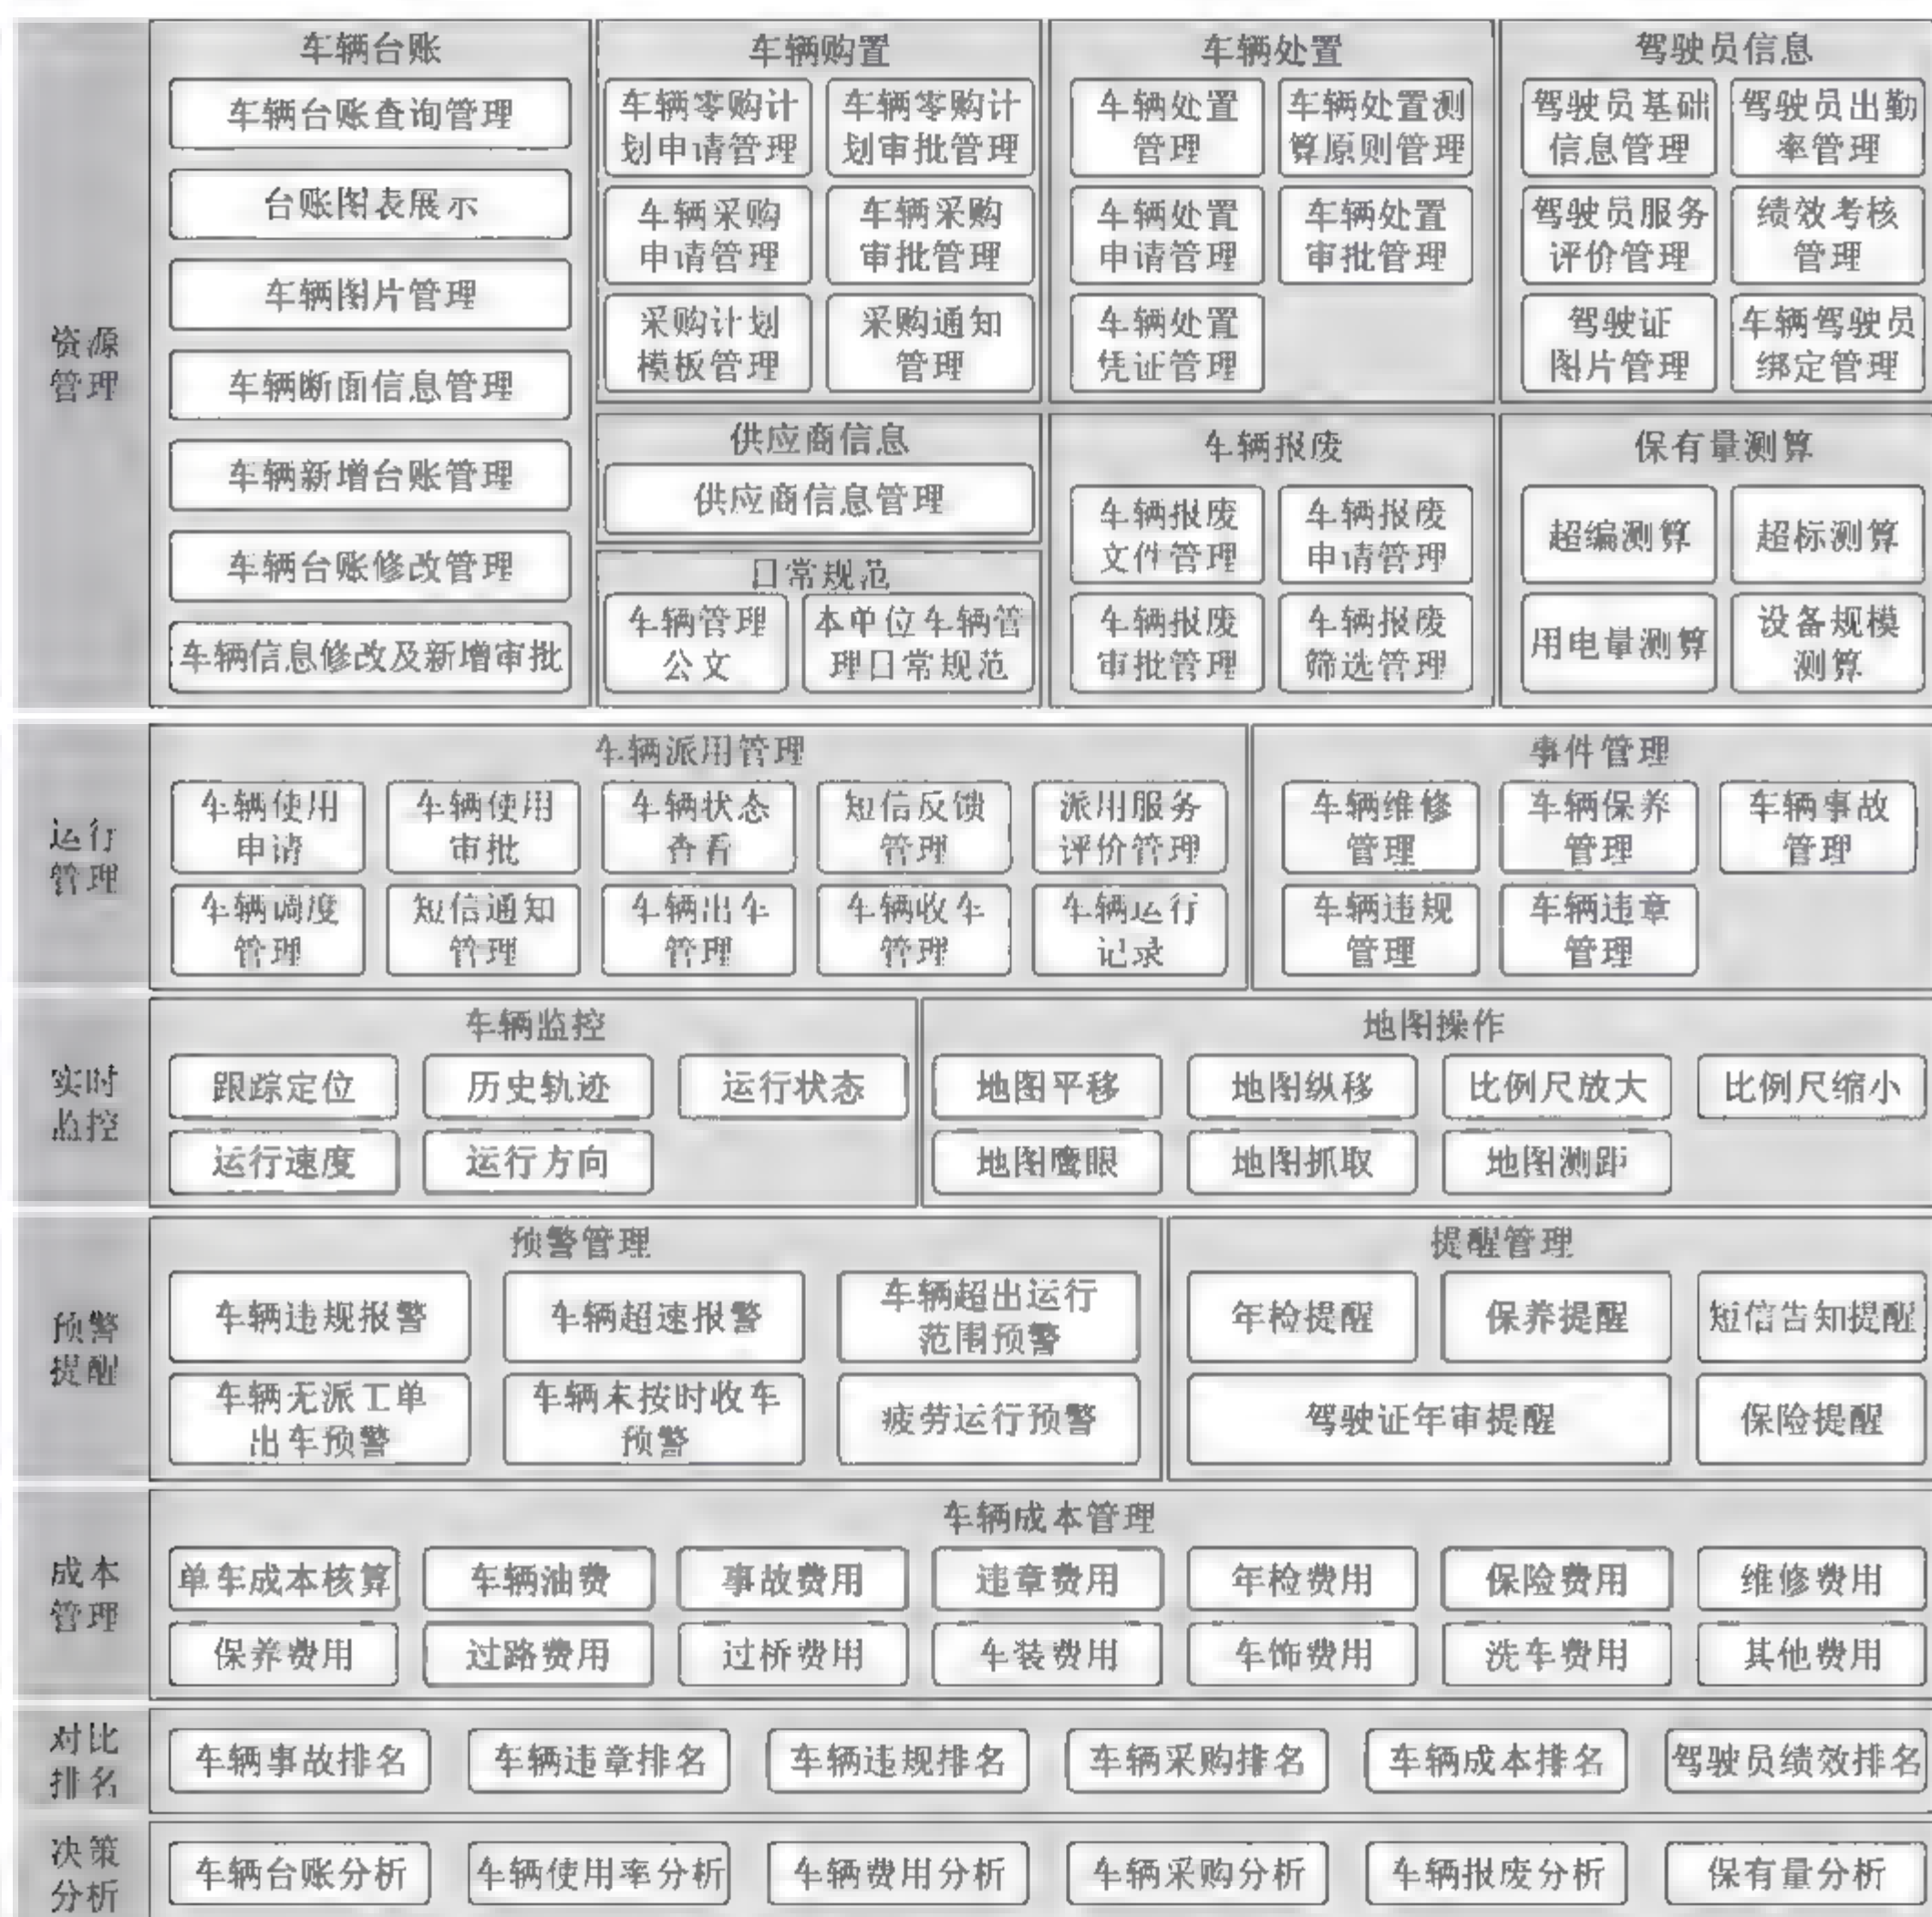 资源
管理
车辆台账
车辆台账查询管理
台账图表展示
车辆图片管理
车辆断面信息管理
车辆新增台账管理
车辆台账修改管理
车辆信息修改及新增审批
车辆购置
车辆零购计
划申请管理
车辆零购计
划审批管理
车辆采购
申请管理
车辆采购
审批管理
采购计划
模板管理
采购通知
管理
供应商信息
供应商信息管理
日常规范
车辆管理
公文
本单位车辆管
理日常规范
车辆处置
车辆处置
管理
车辆处置测
算原则管理
车辆处置
申请管理
车辆处置
审批管理
车辆处置
凭证管理
车辆报废
车辆报废
文件管理
车辆报废
申请管理
车辆报废
审批管理
车辆报废
筛选管理
驾驶员信息
驾驶员基础
信息管理
驾驶员出勤
率管理
驾驶员服务
评价管理
绩效考核
管理
驾驶证
图片管理
车辆驾驶员
绑定管理
保有量测算
超编测算
超标测算
用电量测算
设备规模
测算
运行
管理
车辆派用管理
车辆使用
申请
车辆使用
审批
车辆状态
查看
短信反馈
管理
派用服务
评价管理
车辆调度
管理
短信通知
管理
车辆出车
管理
车辆收车
管理
车辆运行
记录
事件管理
车辆维修
管理
车辆保养
管理
车辆事故
管理
车辆违规
管理
车辆违章
管理
实时
监控
车辆监控
跟踪定位
历史轨迹
运行状态
运行速度
运行方向
地图操作
地图平移
地图纵移
比例尺放大
比例尺缩小
地图鹰眼
地图抓取
地图测距
预警
提醒
预警管理
车辆违规报警
车辆超速报警
车辆超出运行
范围预警
车辆无派工单
出车预警
车辆未按时收车
预警
疲劳运行预警
提醒管理
年检提醒
保养提醒
短信告知提醒
驾驶证年审提醒
保险提醒
成本
管理
车辆成本管理
单车成本核算
车辆油费
事故费用
违章费用
年检费用
保险费用
维修费用
保养费用
过路费用
过桥费用
车装费用
车饰费用
洗车费用
其他费用
对比
排名
车辆事故排名
车辆违章排名
车辆违规排名
车辆采购排名
车辆成本排名
驾驶员绩效排名
决策
分析
车辆台账分析
车辆使用率分析
车辆费用分析
车辆采购分析
车辆报废分析
保有量分析